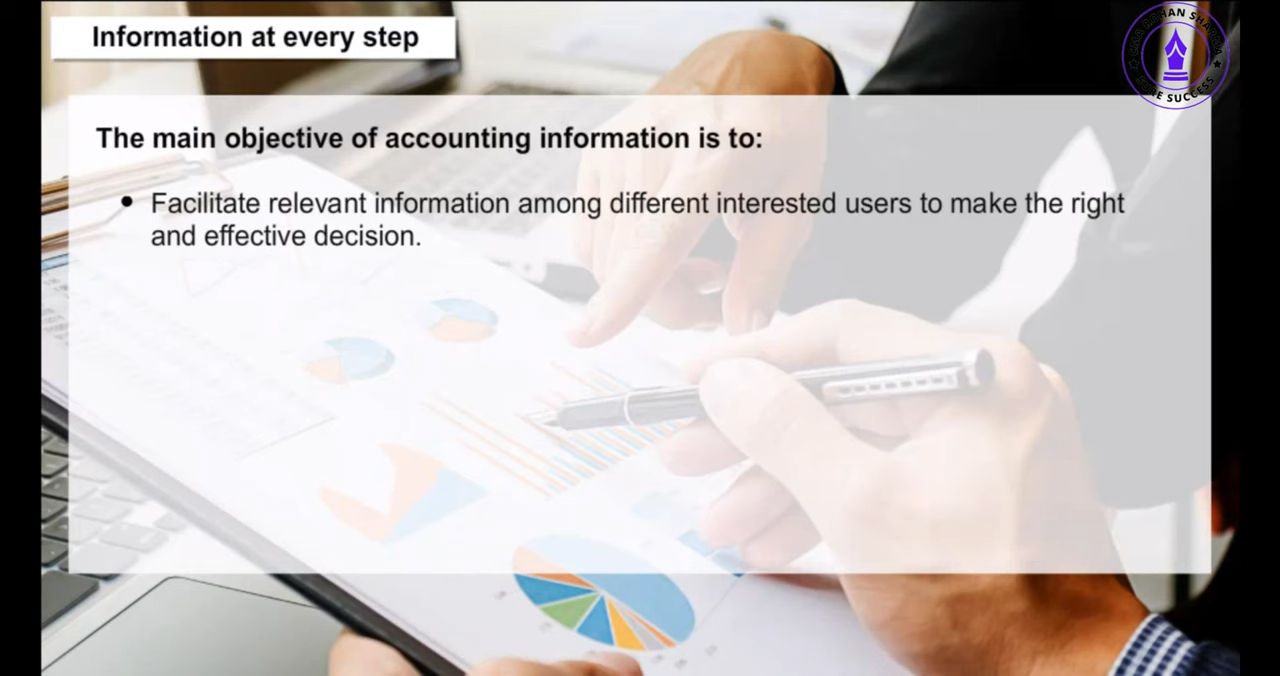 Information at every step
The main objective of accounting information is to:
• Facilitate relevant information among different interested users to make the right
and effective decision.